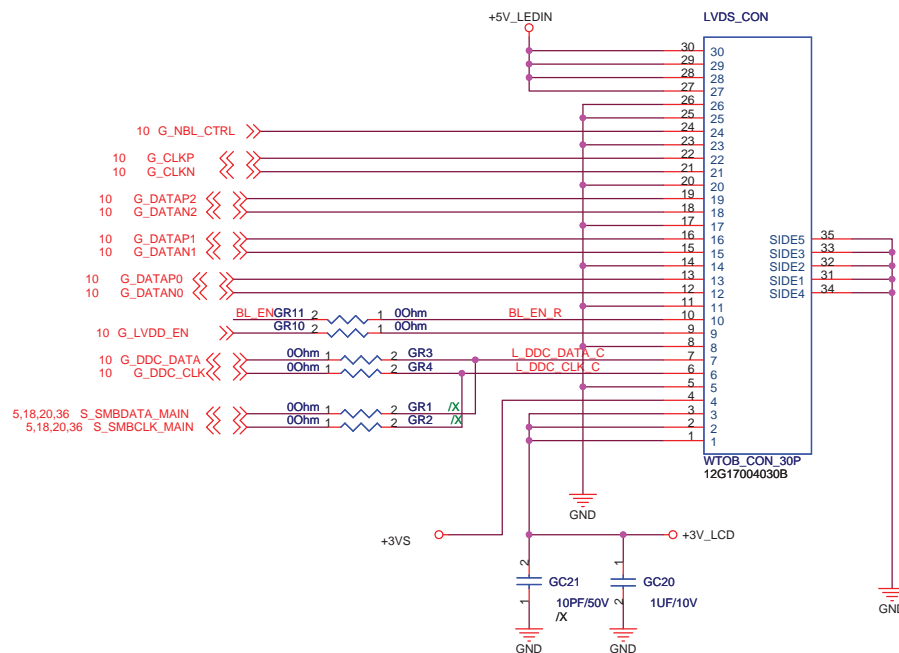 +5V_LEDIN LVDS_CON
30 30
29 29
28 28
27 27
26 26
25 25
10 G_NBL_CTRL 24 24
23 23
10 G_CLKP 22 22
10 G_CLKN 21 21
20 20
10 G_DATAP2 19 19
10 G_DATAN2 18 18
17 17
10 G_DATAP1 16 16 SIDE5 35
10 G_DATAN1 15 15 SIDE3 33
14 14 SIDE2 32
10 G_DATAP0 13 13 SIDE1 31
10 G_DATAN0 12 12 SIDE4 34
11 11
BL_EN GR11 2 1 0Ohm BL_EN_R 10 10
10 G_LVDD_EN GR10 2 1 0Ohm 9 9
8 8
10 G_DDC_DATA 0Ohm 1 2 GR3 L_DDC_DATA_C 7 7
10 G_DDC_CLK 0Ohm 1 2 GR4 L_DDC_CLK_C 6 6
5 5
4 4
5,18,20,36 S_SMBDATA_MAIN 0Ohm 1 2 GR1 /X 3 3
5,18,20,36 S_SMBCLK_MAIN 0Ohm 1 2 GR2 /X 2 2
1 1
WTOB_CON_30P
12G17004030B
GND
+3VS +3V_LCD
2 1
GC21 GC20
1 10PF/50V 2 1UF/10V
/X
GND
GND GND